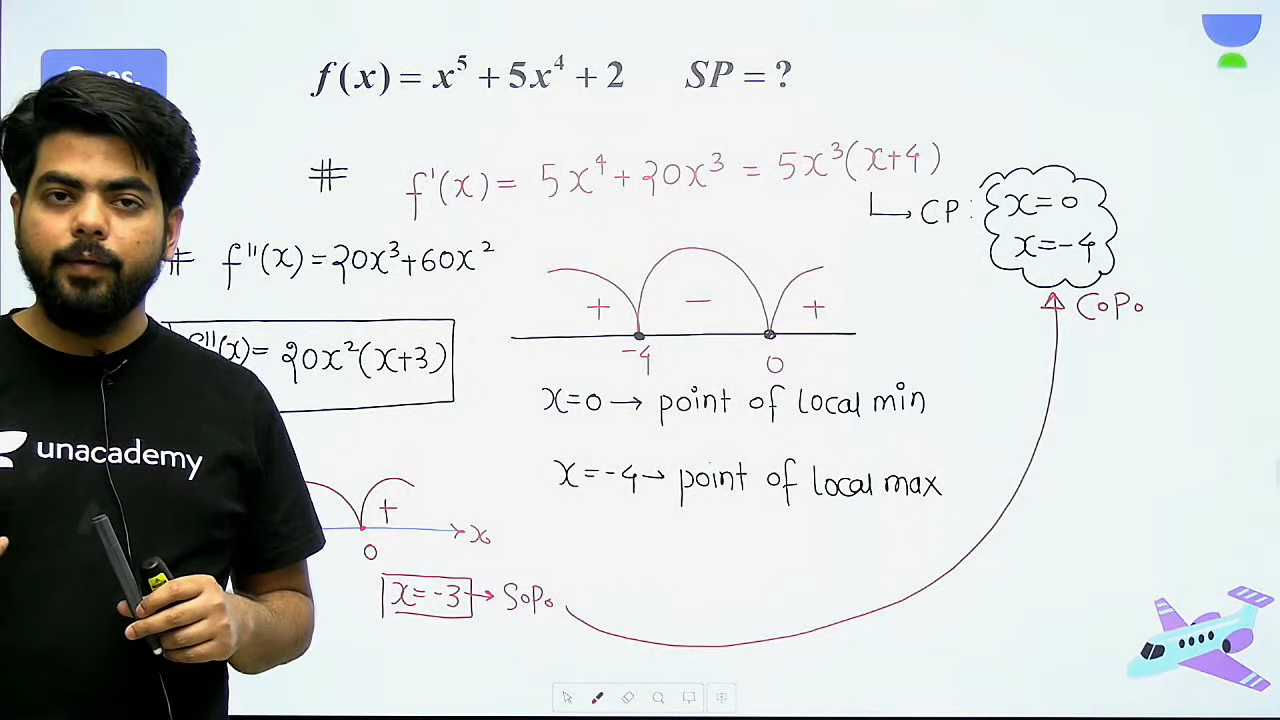 Ques.
f(x) = x⁵ + 5x⁴ + 2 SP = ?
# f'(x) = 5x⁴ + 20x³ = 5x³(x+4)
CP: x=0
x=-4
# f''(x) = 20x³+60x²
CoPo
f''(x) = 20x²(x+3)
+ - +
-4 0
x=0 → point of local min
x=-4 → point of local max
unacademy
+
x
0
x=-3 → SoPo